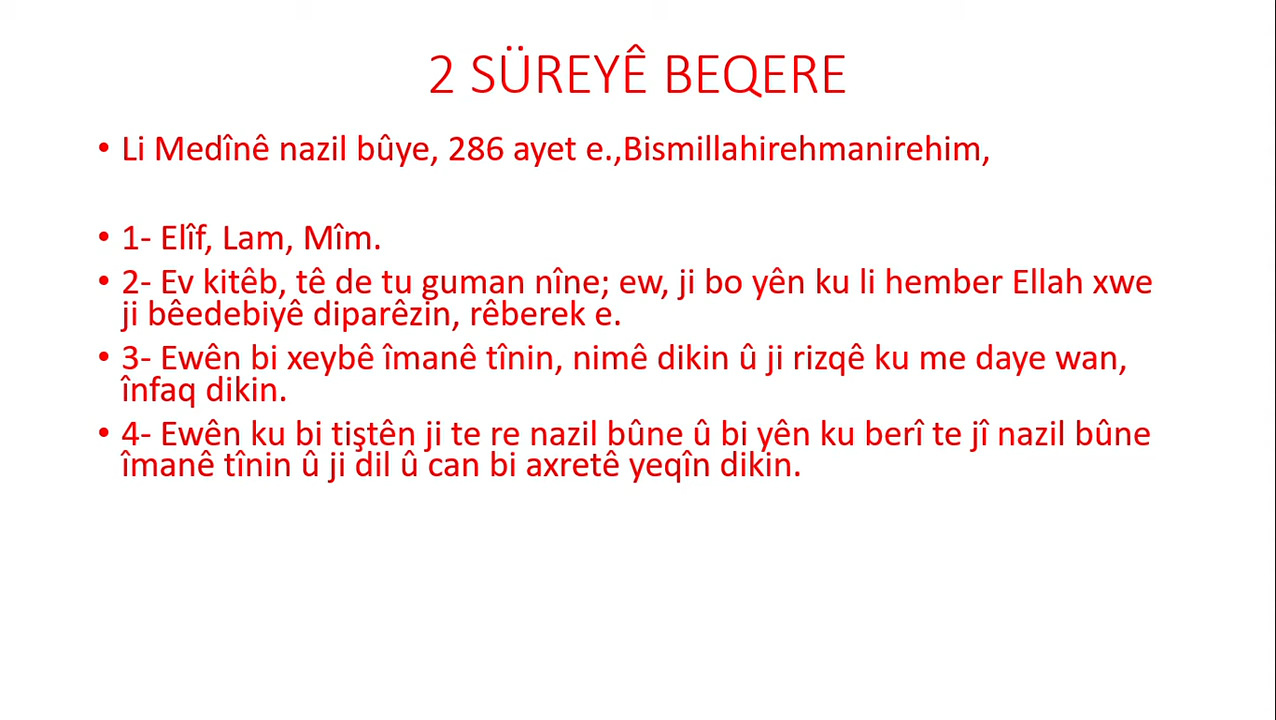 2 SÜREYÊ BEQERE
• Li Medînê nazil bûye, 286 ayet e.,Bismillahirehmanirehim,
• 1- Elîf, Lam, Mîm.
• 2- Ev kitêb, tê de tu guman nîne; ew, ji bo yên ku li hember Ellah xwe
ji bêedebiyê diparêzin, rêberek e.
• 3- Ewên bi xeybê îmanê tînin, nimê dikin û ji rizqê ku me daye wan,
înfaq dikin.
• 4- Ewên ku bi tiştên ji te re nazil bûne û bi yên ku berî te jî nazil bûne
îmanê tînin û ji dil û can bi axretê yeqîn dikin.